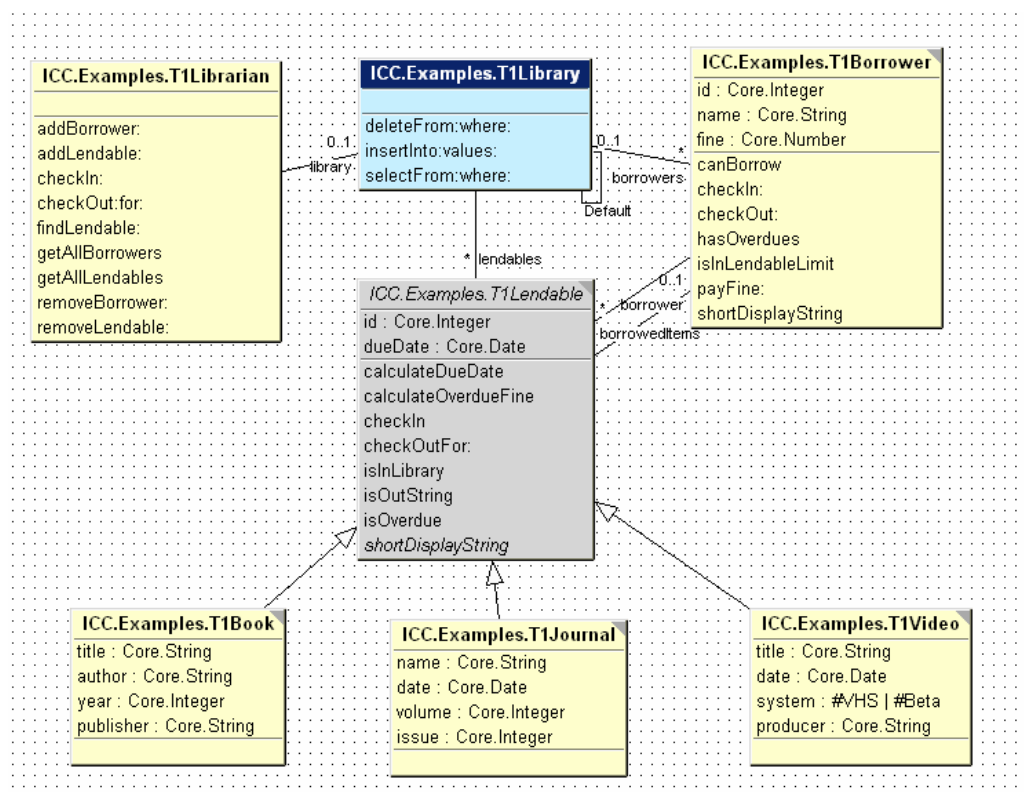 ICC.Examples.T1Librarian
addBorrower:
addLendable:
checkIn:
checkOut:for:
findLendable:
getAllBorrowers
getAllLendables
removeBorrower:
removeLendable:
0..1
library
ICC.Examples.T1Library
deleteFrom:where:
insertInto:values:
selectFrom:where:
0..1
*
borrowers
Default
ICC.Examples.T1Borrower
id : Core.Integer
name : Core.String
fine : Core.Number
canBorrow
checkIn:
checkOut:
hasOverdues
isInLendableLimit
payFine:
shortDisplayString
* lendables
0..1
* borrower
borrowedItems
ICC.Examples.T1Lendable
id : Core.Integer
dueDate : Core.Date
calculateDueDate
calculateOverdueFine
checkIn
checkOutFor:
isInLibrary
isOutString
isOverdue
shortDisplayString
ICC.Examples.T1Book
title : Core.String
author : Core.String
year : Core.Integer
publisher : Core.String
ICC.Examples.T1Journal
name : Core.String
date : Core.Date
volume : Core.Integer
issue : Core.Integer
ICC.Examples.T1Video
title : Core.String
date : Core.Date
system : #VHS | #Beta
producer : Core.String